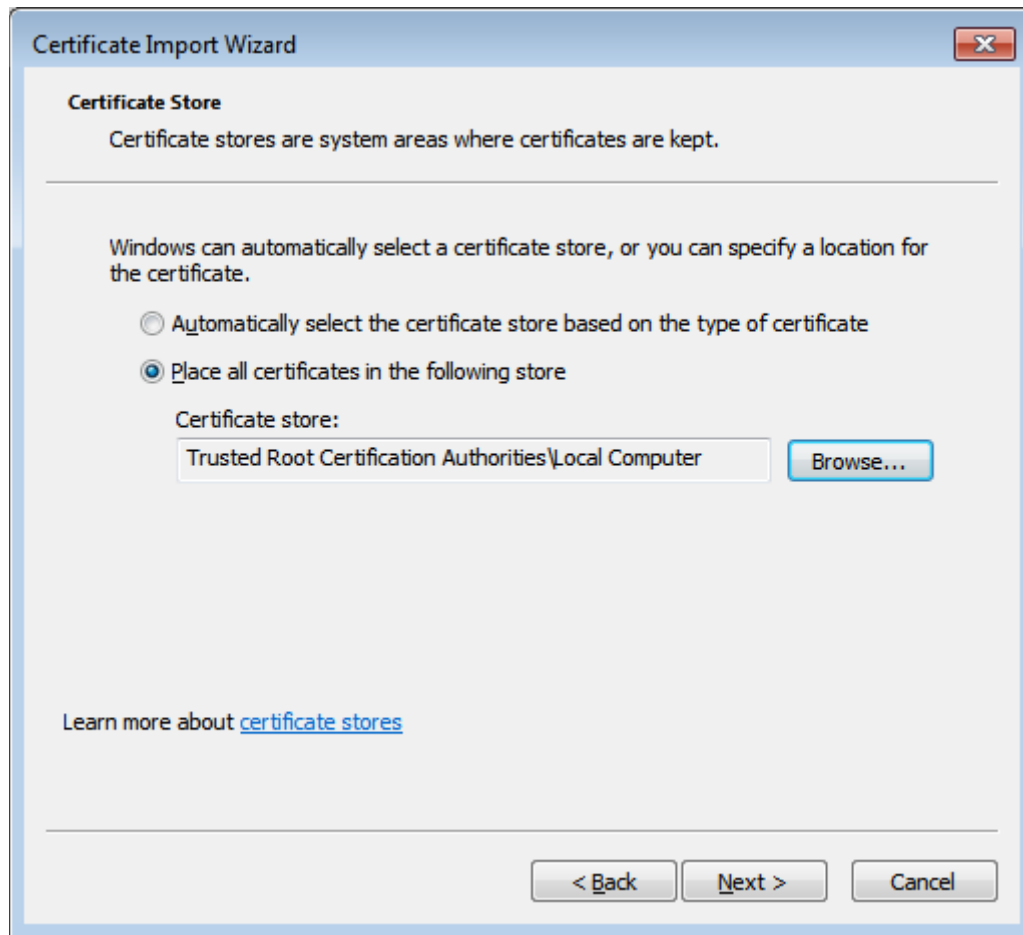 Certificate Import Wizard
Certificate Store
Certificate stores are system areas where certificates are kept.
Windows can automatically select a certificate store, or you can specify a location for
the certificate.
Automatically select the certificate store based on the type of certificate
Place all certificates in the following store
Certificate store:
Trusted Root Certification Authorities\Local Computer
Browse...
Learn more about certificate stores
< Back Next > Cancel